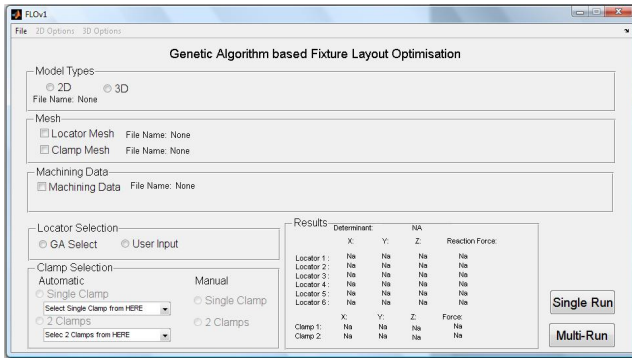 FLOv1
File 2D Options 3D Options
Genetic Algorithm based Fixture Layout Optimisation
Model Types
2D 3D
File Name: None
Mesh
Locator Mesh File Name: None
Clamp Mesh File Name: None
Machining Data
Machining Data File Name: None
Locator Selection
GA Select User Input
Clamp Selection
Automatic Manual
Single Clamp Single Clamp
Select Single Clamp from HERE
2 Clamps 2 Clamps
Selec 2 Clamps from HERE
Results
Determinant: NA
X: Y: Z: Reaction Force:
Locator 1 : Na Na Na Na
Locator 2 : Na Na Na Na
Locator 3 : Na Na Na Na
Locator 4 : Na Na Na Na
Locator 5 : Na Na Na Na
Locator 6 : Na Na Na Na
X: Y: Z: Force:
Clamp 1: Na Na Na Na
Clamp 2: Na Na Na Na
Single Run
Multi-Run